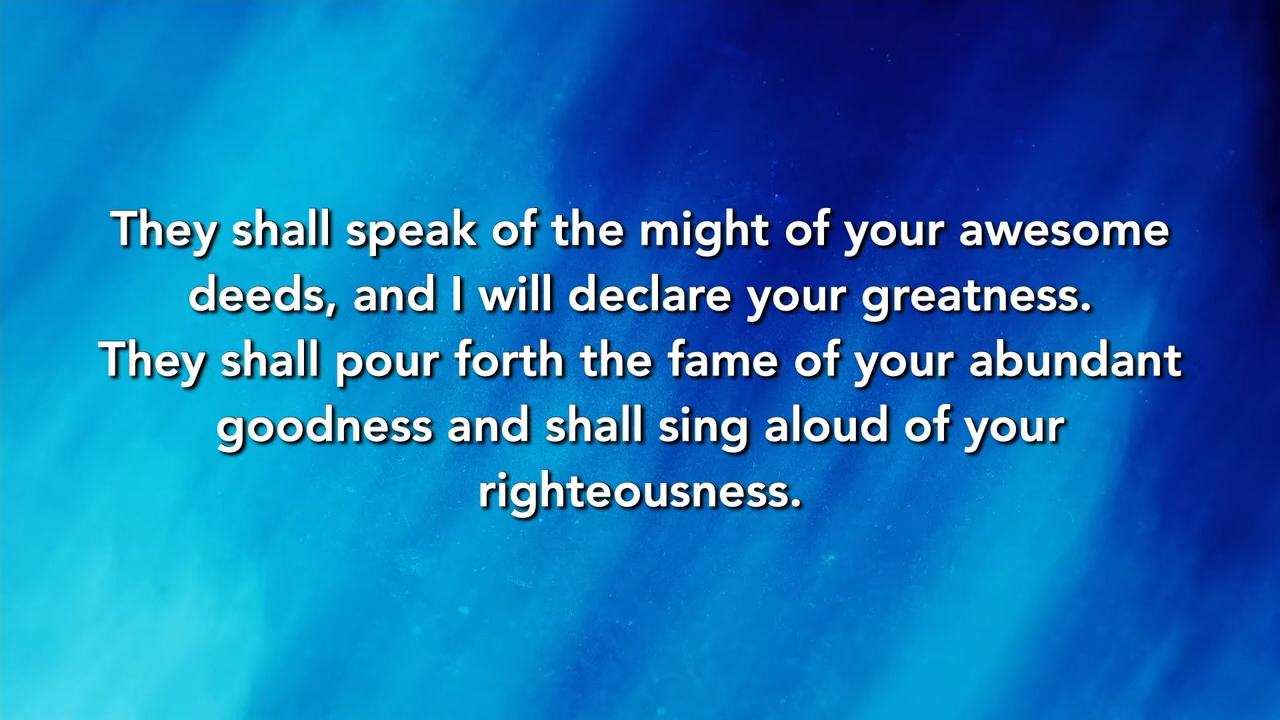 They shall speak of the might of your awesome
deeds, and I will declare your greatness.
They shall pour forth the fame of your abundant
goodness and shall sing aloud of your
righteousness.